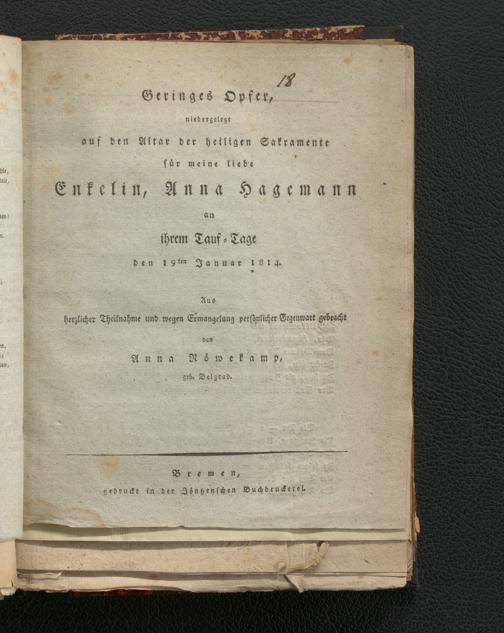 18
Geringes Opfer,
niedergelegt
auf den Altar der heiligen Sakramente
für meine liebe
Enkelin, Anna Hagemann
an
ihrem Tauf-Tage
den 19ten Januar 1814.
Aus
herzlicher Theilnahme und wegen Ermangelung persönlicher Gegenwart gebracht
von
Anna Röwekamp,
geb. Belgrad.
Bremen,
gedruckt in der Jöntzenschen Buchdruckerei.